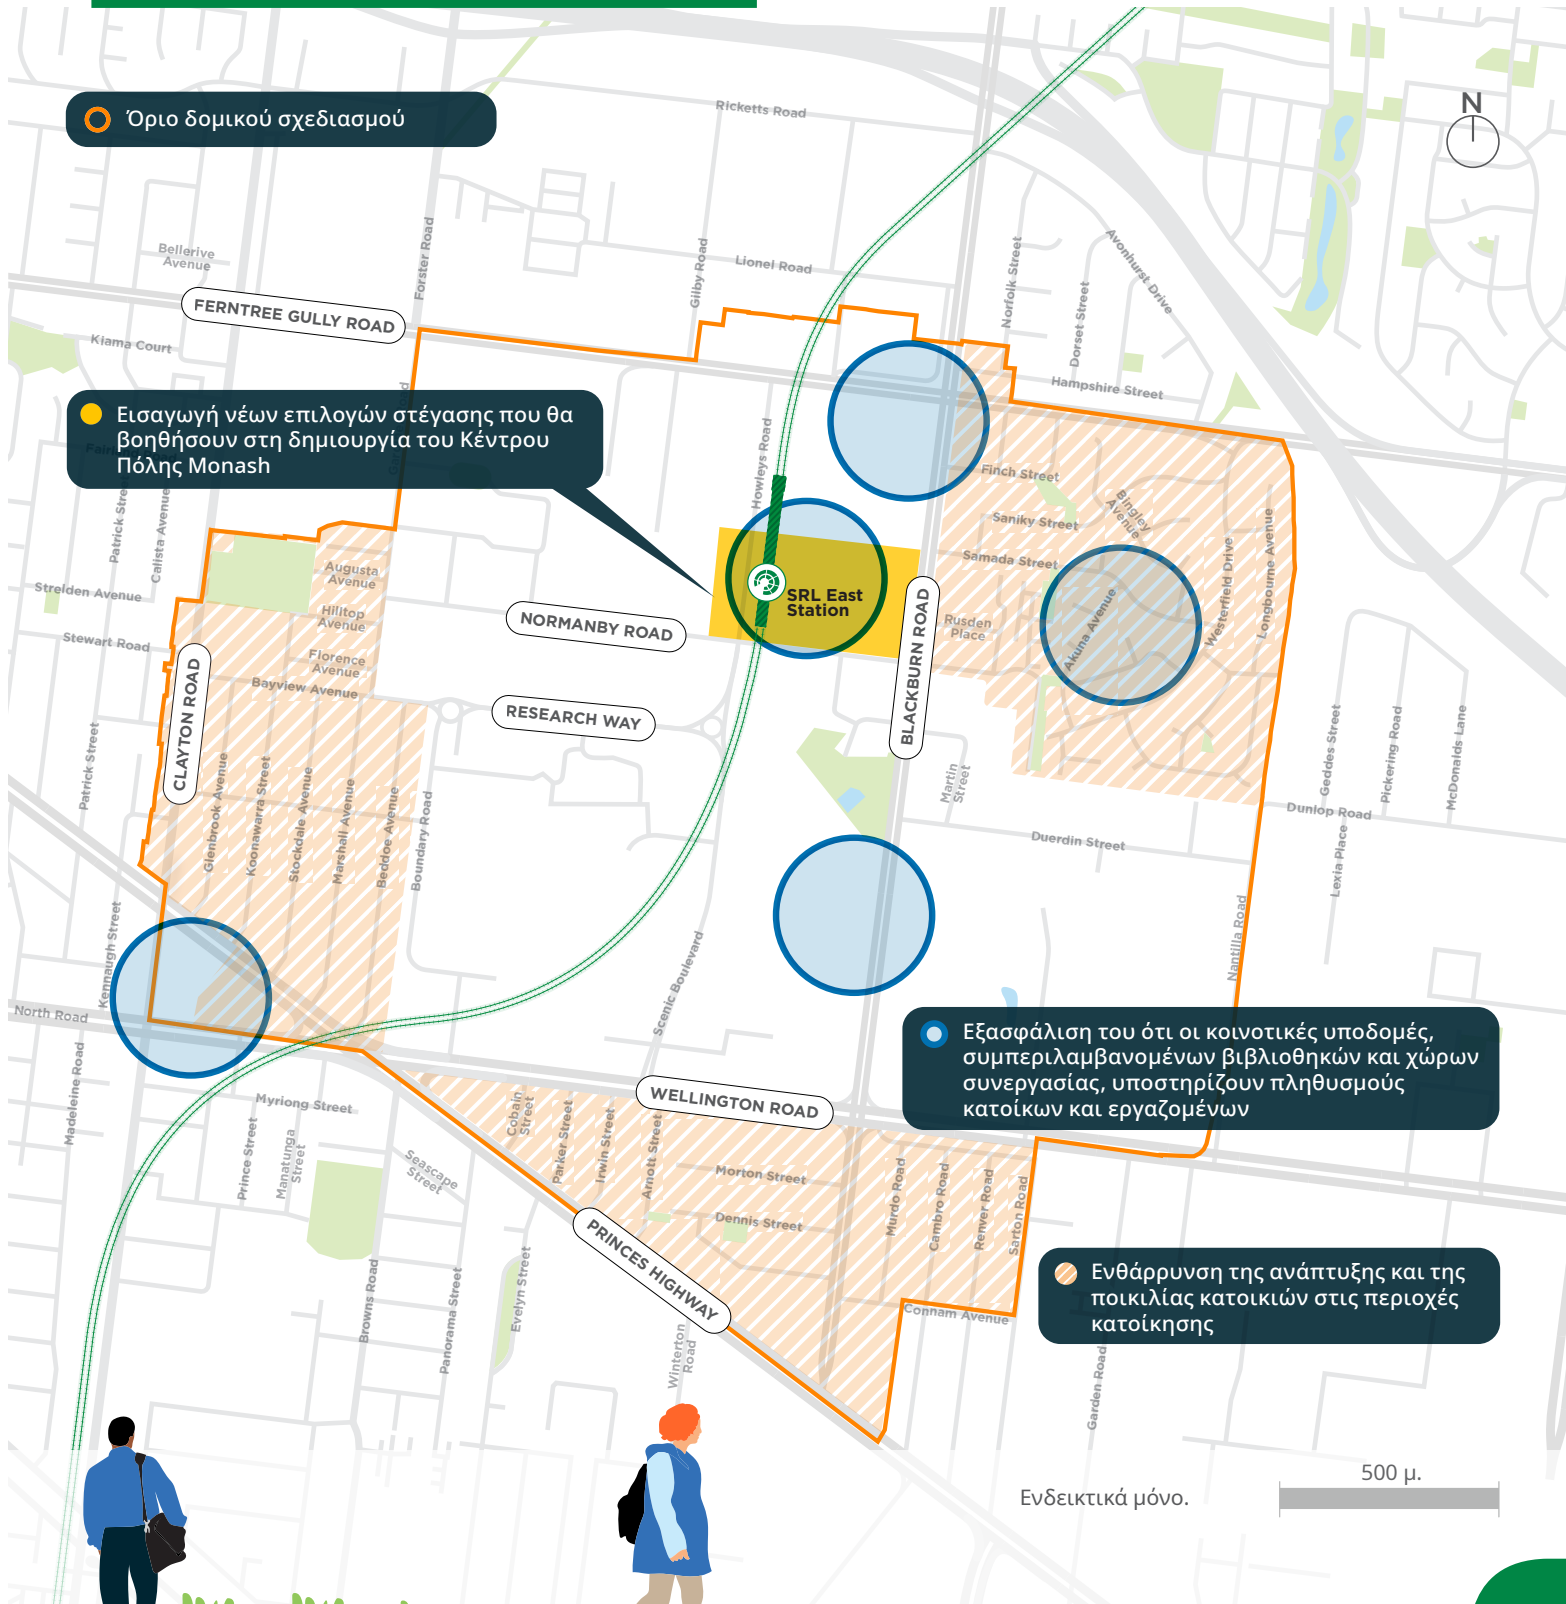 Όριο δομικού σχεδιασμού
N
Ricketts Road
Bellerive
Avenue
Forster Road
Gilby Road
Lionel Road
Norfolk Street
Avonhurst Drive
Dorset Street
FERNTREE GULLY ROAD
Kiama Court
Hampshire Street
Εισαγωγή νέων επιλογών στέγασης που θα
βοηθήσουν στη δημιουργία του Κέντρου
Πόλης Monash
Howleys Road
Finch Street
Bingley
Avenue
Saniky Street
Samada Street
Westerfield Drive
Longbourne Avenue
Patrick Street
Calista Avenue
Strelden Avenue
Stewart Road
Augusta
Avenue
Hilltop
Avenue
Florence
Avenue
Bayview Avenue
NORMANBY ROAD
RESEARCH WAY
SRL East
Station
BLACKBURN ROAD
Rusden
Place
Akuna Avenue
CLAYTON ROAD
Patrick Street
Glenbrook Avenue
Koonawarra Street
Stockdale Avenue
Marshall Avenue
Beddoe Avenue
Boundary Road
Martin
Street
Duerdin Street
Geddes Street
Pickering Road
McDonalds Lane
Dunlop Road
Lexia Place
Nantilla Road
Kennaugh Street
North Road
Madeleine Road
Scenic Boulevard
Εξασφάλιση του ότι οι κοινοτικές υποδομές,
συμπεριλαμβανομένων βιβλιοθηκών και χώρων
συνεργασίας, υποστηρίζουν πληθυσμούς
κατοίκων και εργαζομένων
WELLINGTON ROAD
Myriong Street
Prince Street
Manatunga
Street
Seascape
Street
Cobain
Street
Parker Street
Irwin Street
Arnott Street
Morton Street
Dennis Street
Murdo Road
Cambro Road
Renver Road
Sarton Road
PRINCES HIGHWAY
Connam Avenue
Ενθάρρυνση της ανάπτυξης και της
ποικιλίας κατοικιών στις περιοχές
κατοίκησης
Browns Road
Panorama Street
Evelyn Street
Winterton
Road
Garden Road
500 μ.
Ενδεικτικά μόνο.